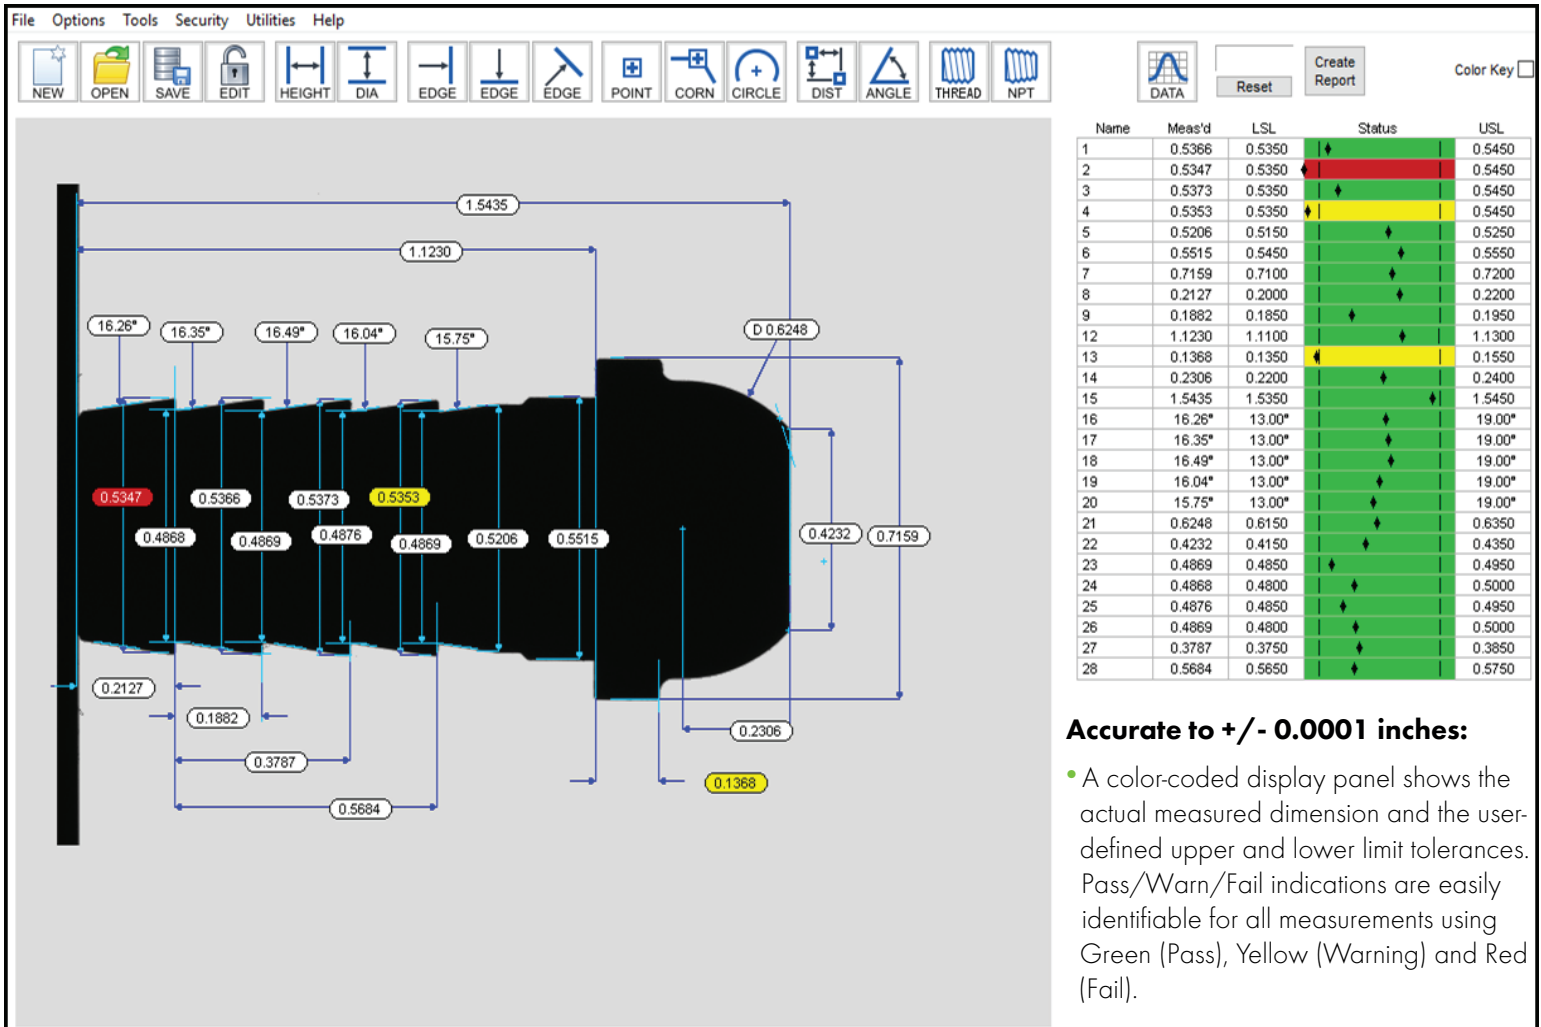 File Options Tools Security Utilities Help
NEW OPEN SAVE EDIT HEIGHT DIA EDGE EDGE EDGE POINT CORN CIRCLE DIST ANGLE THREAD NPT DATA Reset Create Report Color Key
1.5435
1.1230
16.26° 16.35° 16.49° 16.04° 15.75° D 0.6248
0.5347 0.5366 0.5373 0.5353
0.4868 0.4869 0.4876 0.4869 0.5206 0.5515 0.4232 0.7159
0.2127
0.1882
0.2306
0.3787
0.1368
0.5684
Name Meas'd LSL Status USL
1 0.5366 0.5350 0.5450
2 0.5347 0.5350 0.5450
3 0.5373 0.5350 0.5450
4 0.5353 0.5350 0.5450
5 0.5206 0.5150 0.5250
6 0.5515 0.5450 0.5550
7 0.7159 0.7100 0.7200
8 0.2127 0.2000 0.2200
9 0.1882 0.1850 0.1950
12 1.1230 1.1100 1.1300
13 0.1368 0.1350 0.1550
14 0.2306 0.2200 0.2400
15 1.5435 1.5350 1.5450
16 16.26° 13.00° 19.00°
17 16.35° 13.00° 19.00°
18 16.49° 13.00° 19.00°
19 16.04° 13.00° 19.00°
20 15.75° 13.00° 19.00°
21 0.6248 0.6150 0.6350
22 0.4232 0.4150 0.4350
23 0.4869 0.4850 0.4950
24 0.4868 0.4800 0.5000
25 0.4876 0.4850 0.4950
26 0.4869 0.4800 0.5000
27 0.3787 0.3750 0.3850
28 0.5684 0.5650 0.5750
Accurate to +/- 0.0001 inches:
• A color-coded display panel shows the
actual measured dimension and the user-
defined upper and lower limit tolerances.
Pass/Warn/Fail indications are easily
identifiable for all measurements using
Green (Pass), Yellow (Warning) and Red
(Fail).